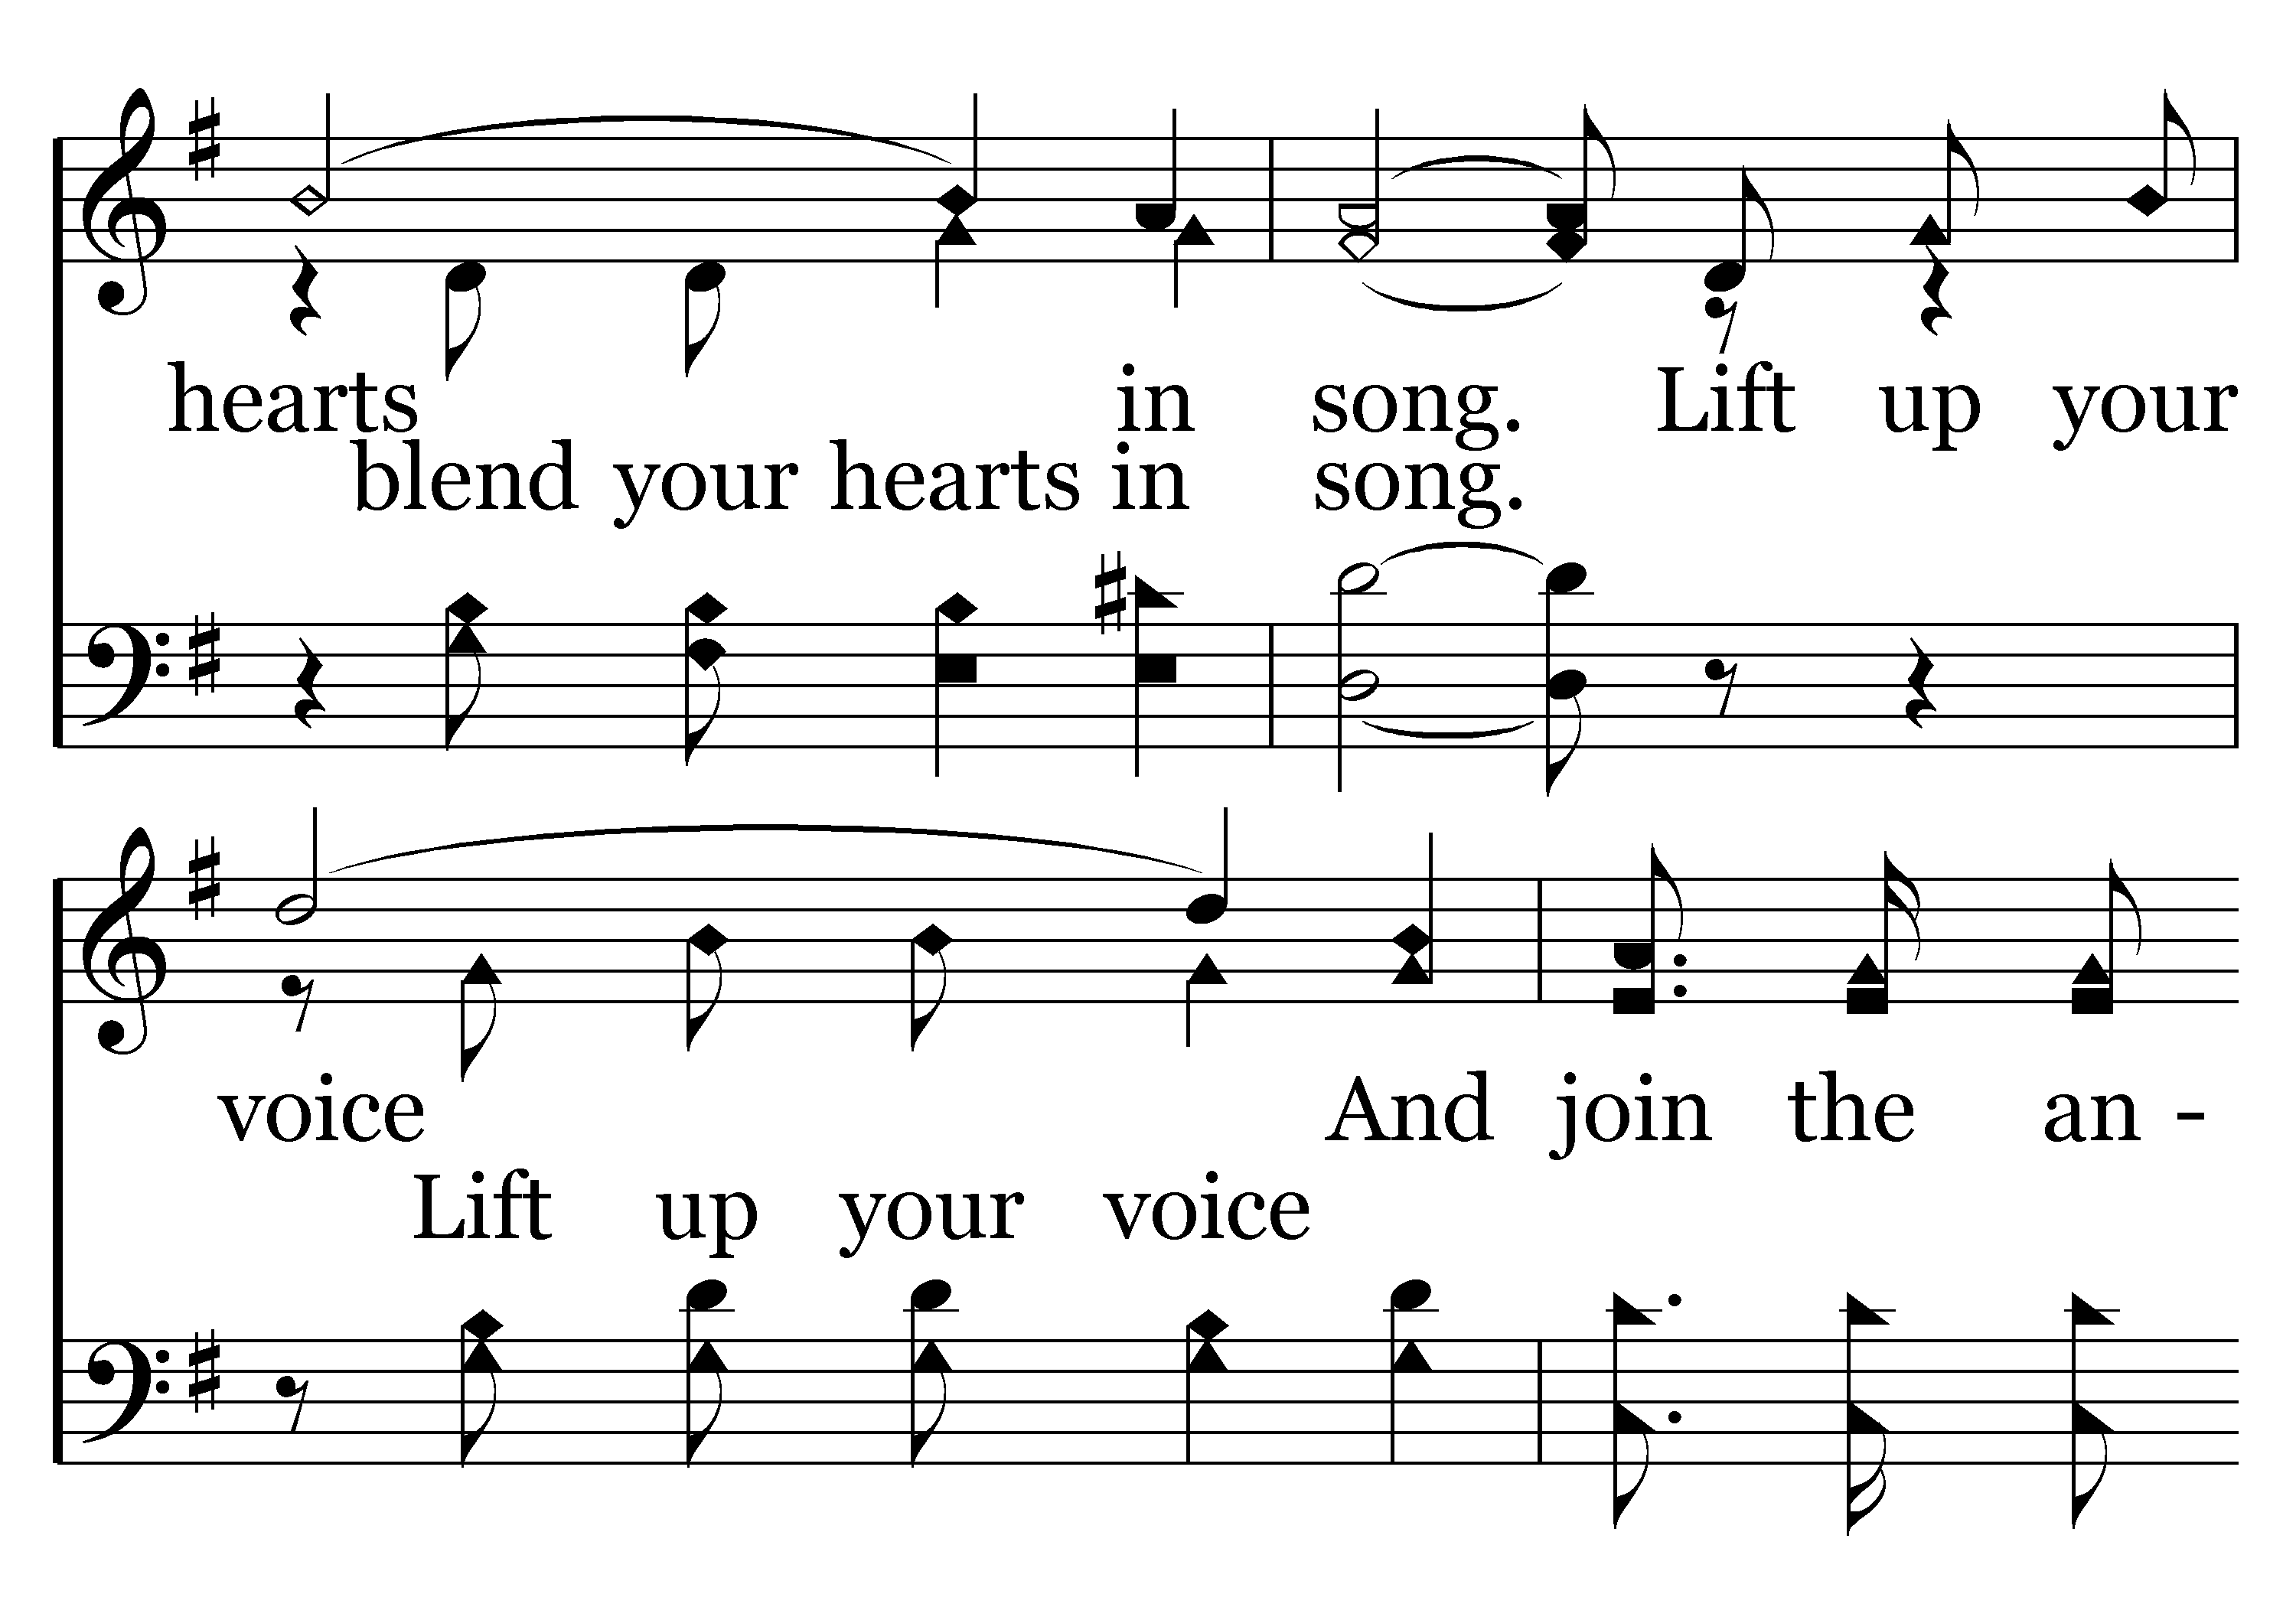 hearts in song. Lift up your
blend your hearts in song.
voice And join the an -
Lift up your voice